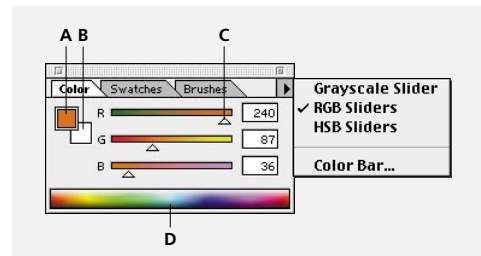 A B C
Color Swatches Brushes
R 240
G 87
B 36
Grayscale Slider
✓ RGB Sliders
HSB Sliders
Color Bar...
D